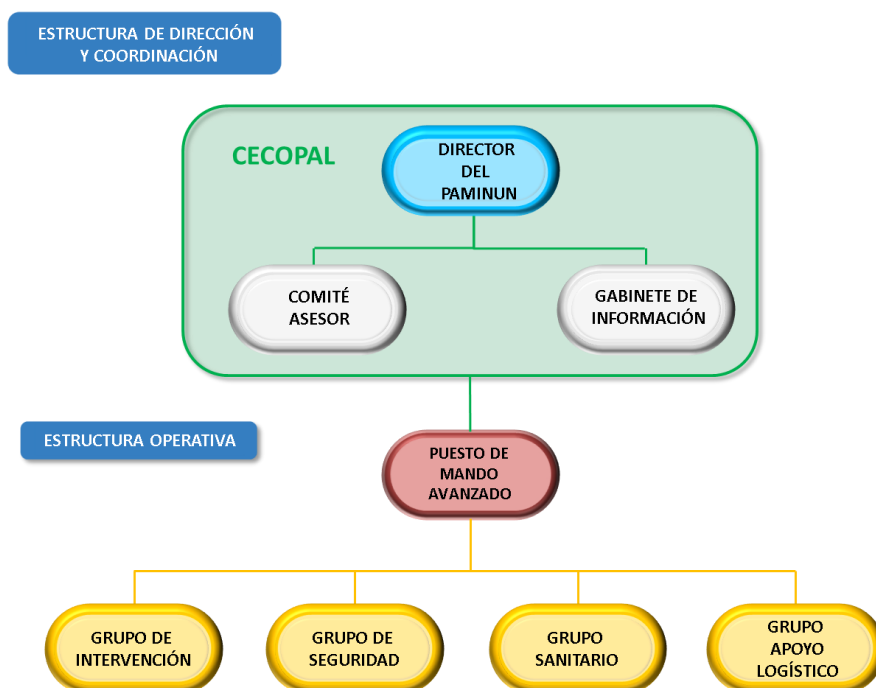 ESTRUCTURA DE DIRECCIÓN
Y COORDINACIÓN
CECOPAL
DIRECTOR
DEL
PAMINUN
COMITÉ
ASESOR
GABINETE DE
INFORMACIÓN
ESTRUCTURA OPERATIVA
PUESTO DE
MANDO
AVANZADO
GRUPO DE
INTERVENCIÓN
GRUPO DE
SEGURIDAD
GRUPO
SANITARIO
GRUPO
APOYO
LOGÍSTICO